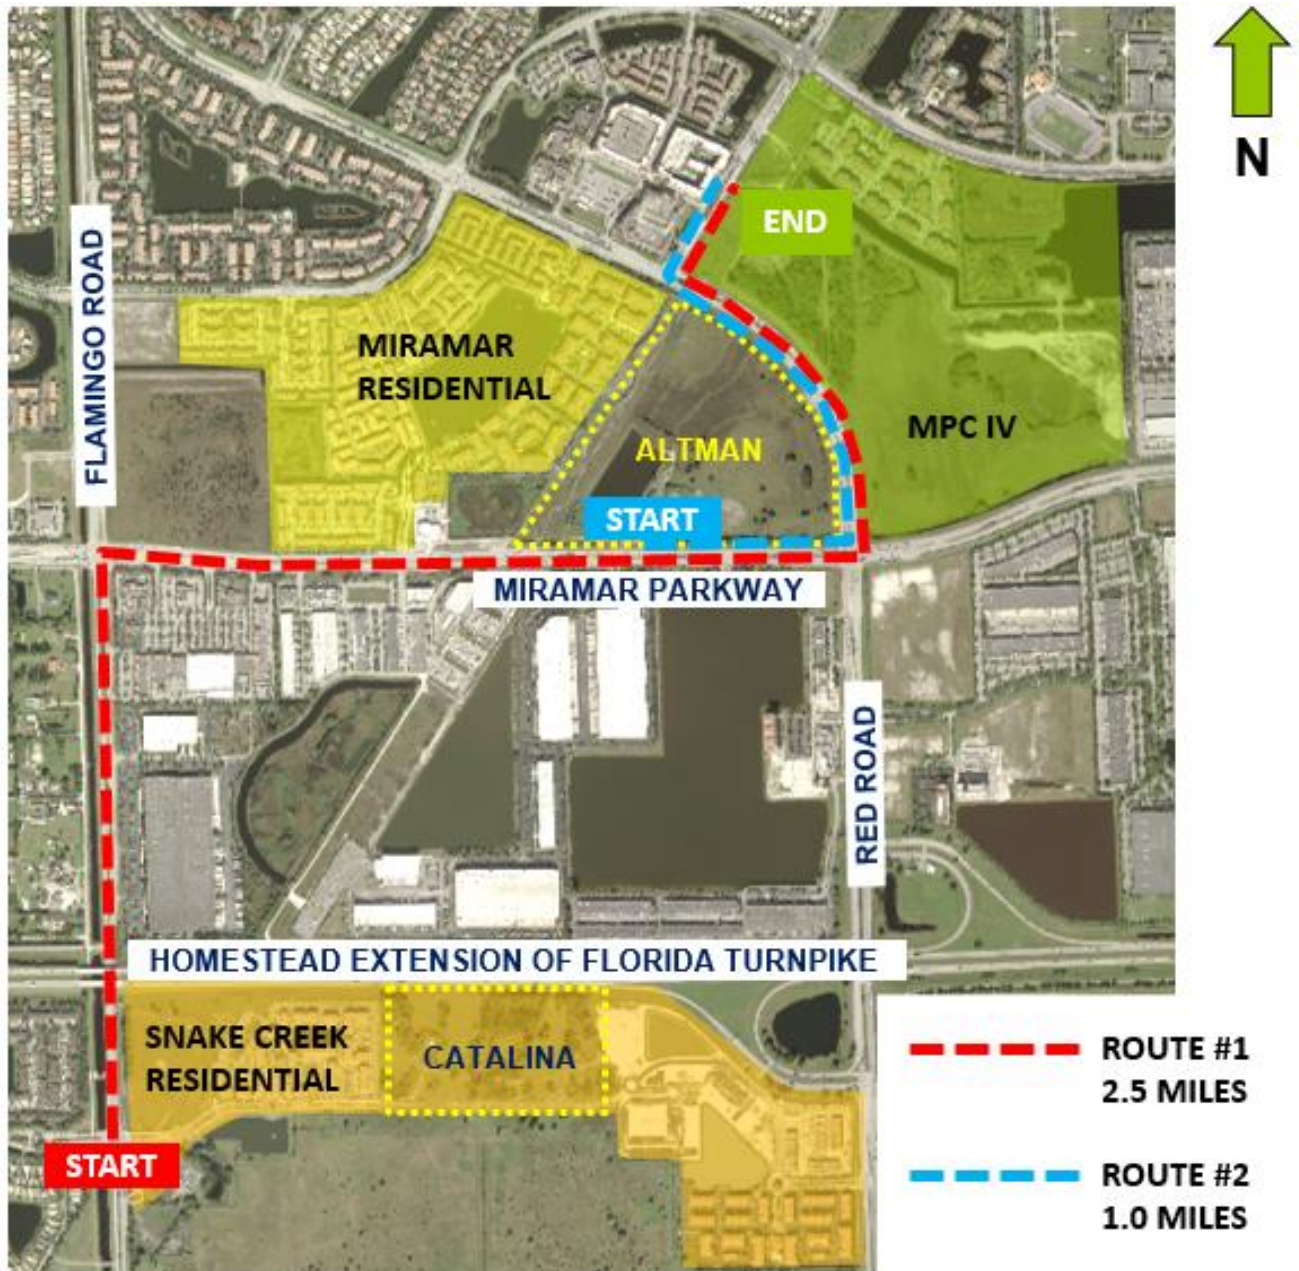 N
END
FLAMINGO ROAD
MIRAMAR
RESIDENTIAL
MPC IV
ALTMAN
START
MIRAMAR PARKWAY
RED ROAD
HOMESTEAD EXTENSION OF FLORIDA TURNPIKE
SNAKE CREEK
RESIDENTIAL
CATALINA
START
ROUTE #1
2.5 MILES
ROUTE #2
1.0 MILES